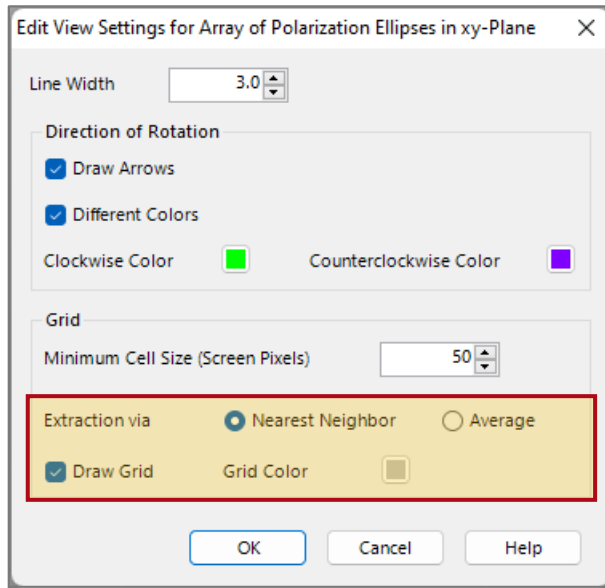 Edit View Settings for Array of Polarization Ellipses in xy-Plane
Line Width 3.0
Direction of Rotation
Draw Arrows
Different Colors
Clockwise Color Counterclockwise Color
Grid
Minimum Cell Size (Screen Pixels) 50
Extraction via Nearest Neighbor Average
Draw Grid Grid Color
OK Cancel Help